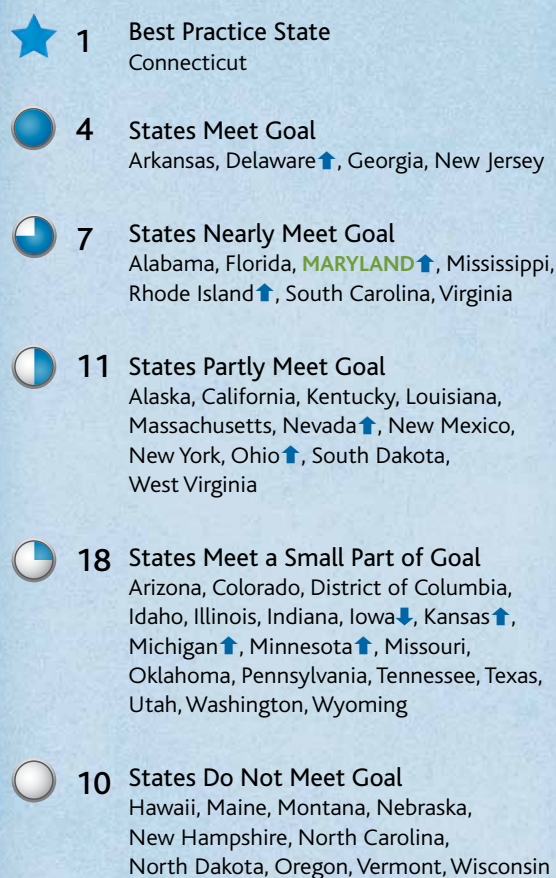 1 Best Practice State
Connecticut
4 States Meet Goal
Arkansas, Delaware⬆, Georgia, New Jersey
7 States Nearly Meet Goal
Alabama, Florida, MARYLAND⬆, Mississippi,
Rhode Island⬆, South Carolina, Virginia
11 States Partly Meet Goal
Alaska, California, Kentucky, Louisiana,
Massachusetts, Nevada⬆, New Mexico,
New York, Ohio⬆, South Dakota,
West Virginia
18 States Meet a Small Part of Goal
Arizona, Colorado, District of Columbia,
Idaho, Illinois, Indiana, Iowa⬇, Kansas⬆,
Michigan⬆, Minnesota⬆, Missouri,
Oklahoma, Pennsylvania, Tennessee, Texas,
Utah, Washington, Wyoming
10 States Do Not Meet Goal
Hawaii, Maine, Montana, Nebraska,
New Hampshire, North Carolina,
North Dakota, Oregon, Vermont, Wisconsin